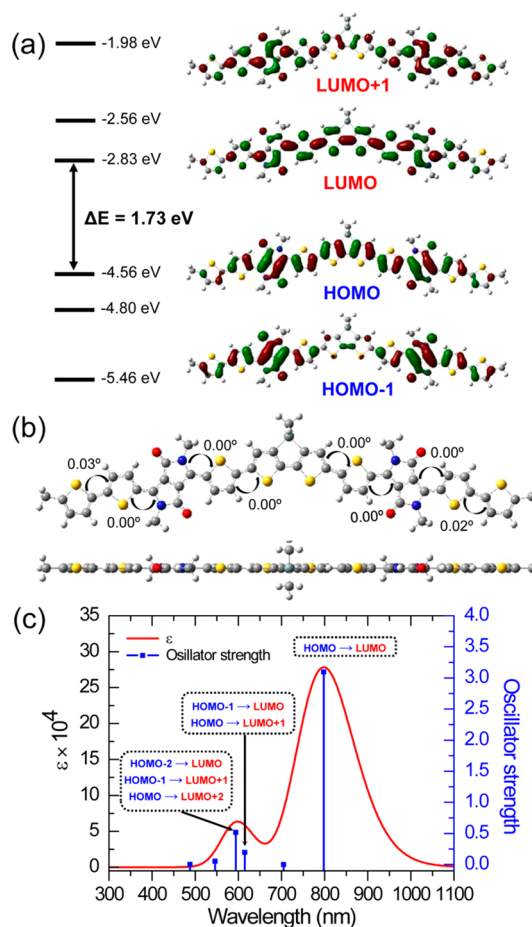 (a)
-1.98 eV
LUMO+1
-2.56 eV
-2.83 eV
LUMO
ΔE = 1.73 eV
-4.56 eV
HOMO
-4.80 eV
HOMO-1
-5.46 eV
(b)
0.03º
0.00º
0.00º
0.00º
0.00º
0.00º
0.00º
0.02º
(c)
35
30
25
20
15
10
5
0
ε × 10⁴
ε
Osillator strength
HOMO → LUMO
HOMO-1 → LUMO
HOMO → LUMO+1
HOMO-2 → LUMO
HOMO-1 → LUMO+1
HOMO → LUMO+2
4.0
3.5
3.0
2.5
2.0
1.5
1.0
0.5
0.0
Oscillator strength
300 400 500 600 700 800 900 1000 1100
Wavelength (nm)